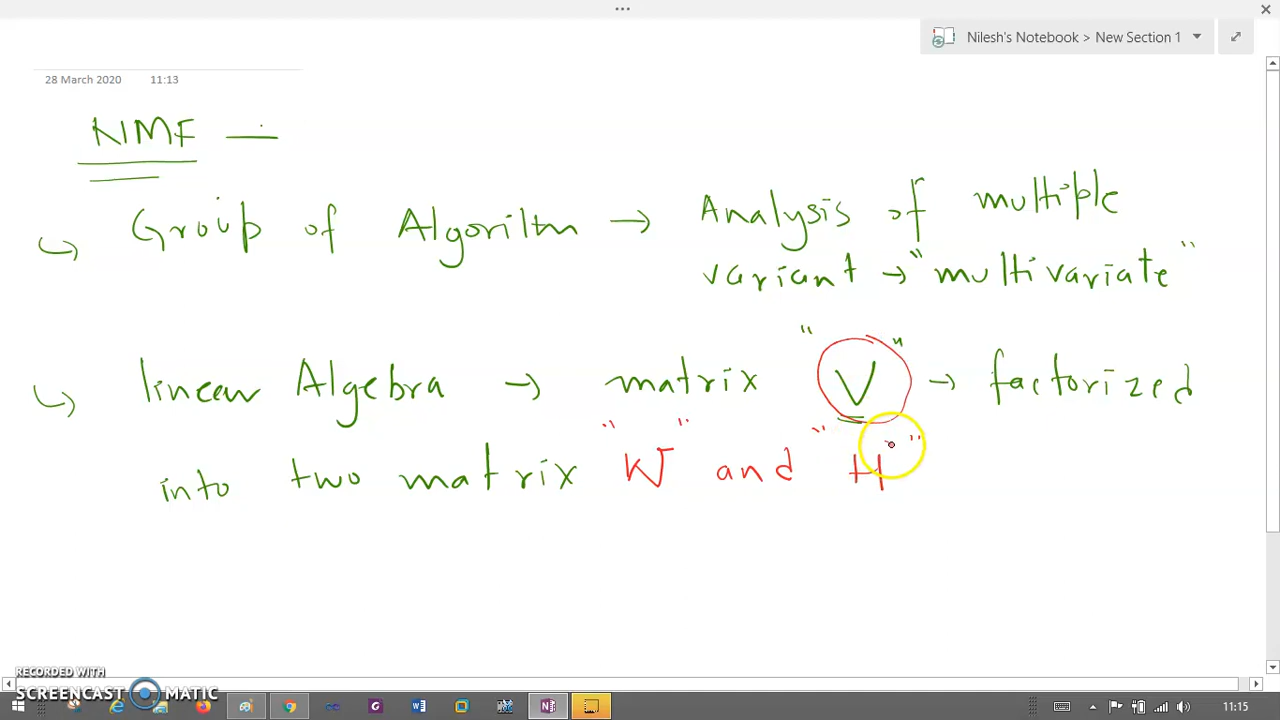 Nilesh's Notebook > New Section 1
28 March 2020 11:13
NMF —
↪ Group of Algoriltm → Analysis of multiple
variant → "multivariate"
↪ linear Algebra → matrix "V" → factorized
into two matrix "W" and "H"
RECORDED WITH
SCREENCAST MATIC
11:15